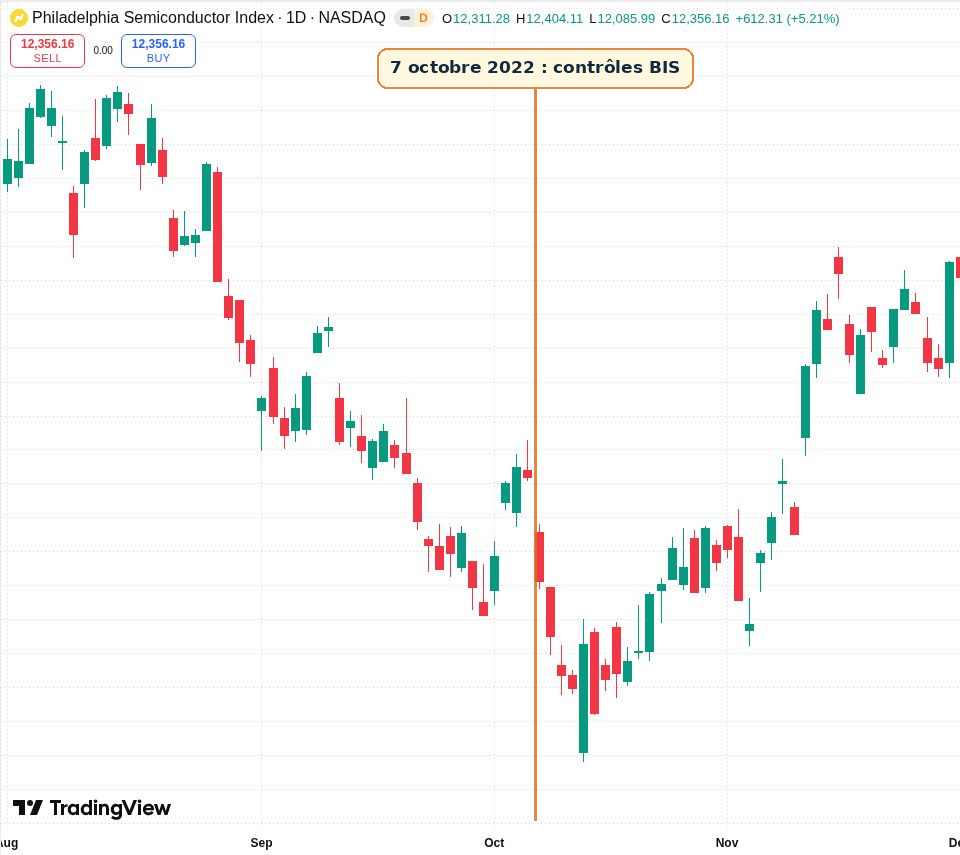 Philadelphia Semiconductor Index · 1D · NASDAQ D O12,311.28 H12,404.11 L12,085.99 C12,356.16 +612.31 (+5.21%)
12,356.16 0.00 12,356.16
SELL BUY
7 octobre 2022 : contrôles BIS
TradingView
Sep Oct Nov